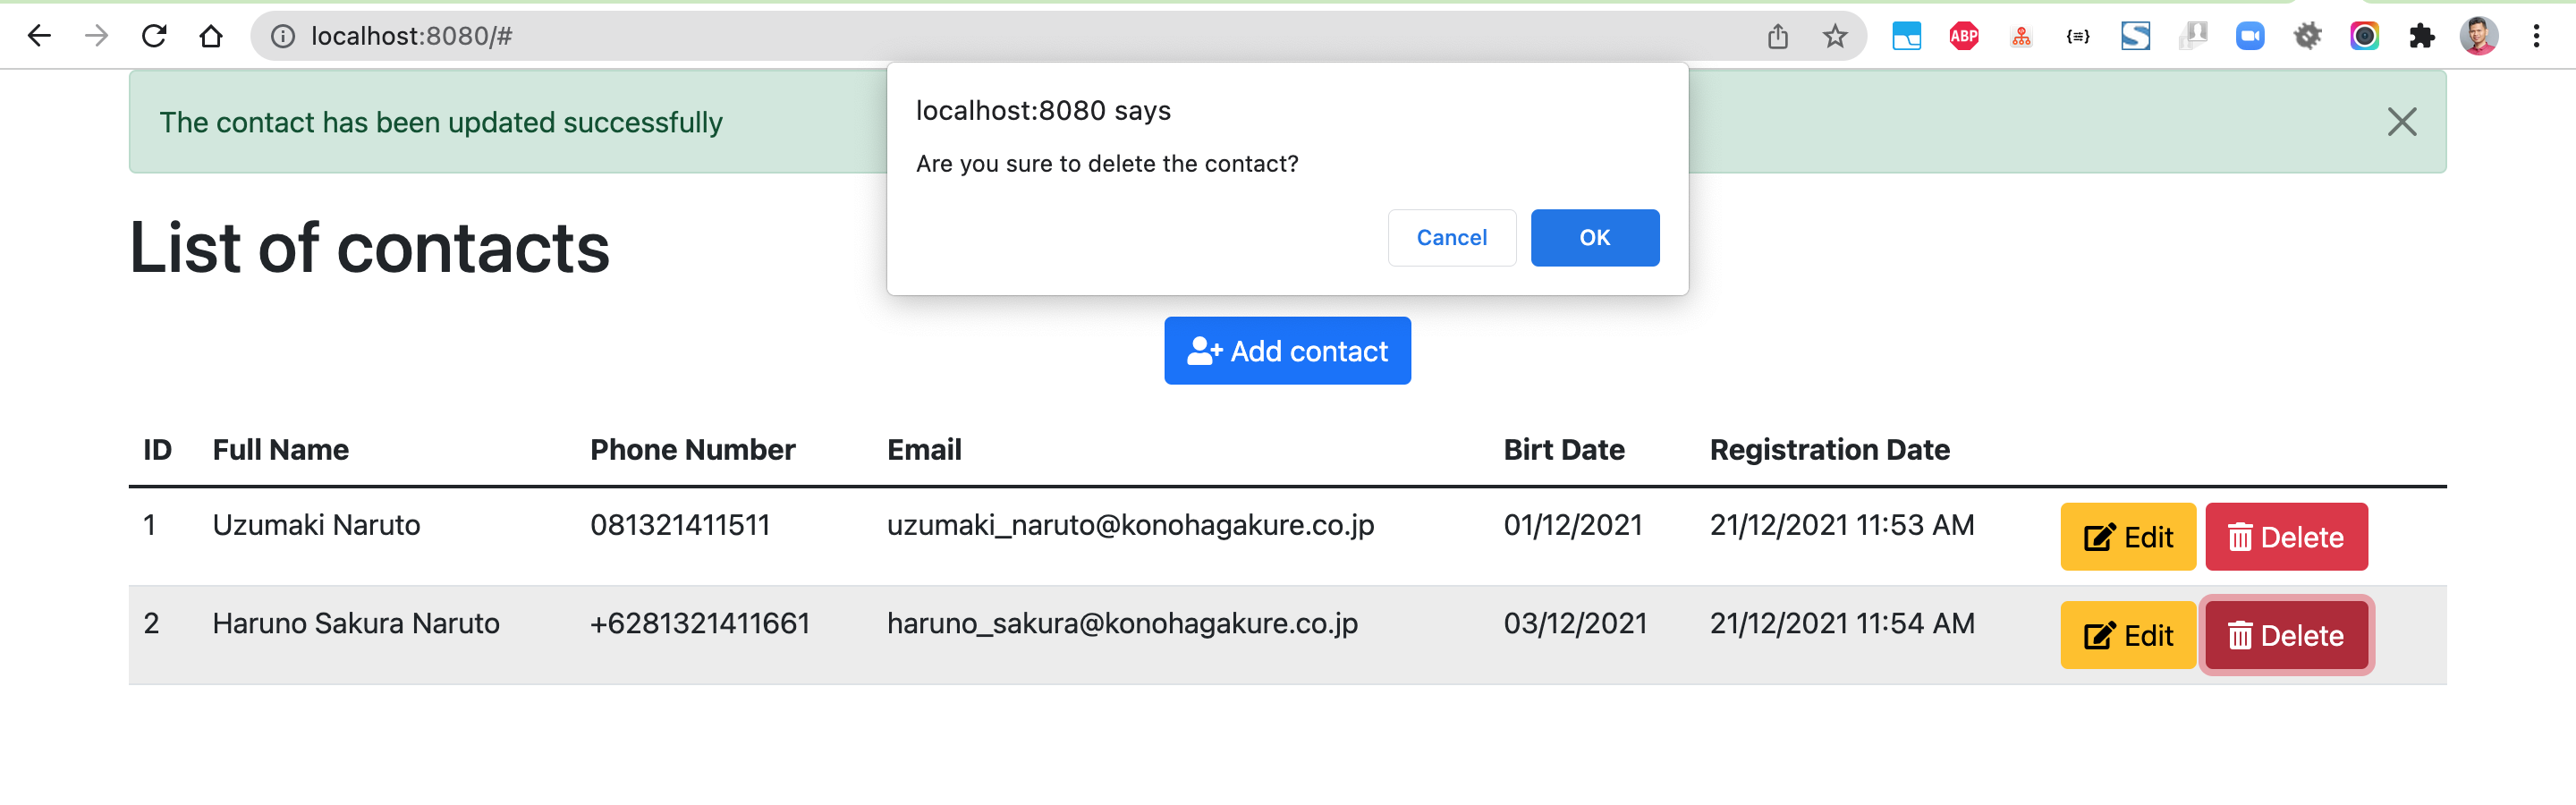 localhost:8080/#
ABP
The contact has been updated successfully
localhost:8080 says
Are you sure to delete the contact?
Cancel OK
List of contacts
Add contact
ID Full Name Phone Number Email Birt Date Registration Date
1 Uzumaki Naruto 081321411511 uzumaki_naruto@konohagakure.co.jp 01/12/2021 21/12/2021 11:53 AM Edit Delete
2 Haruno Sakura Naruto +6281321411661 haruno_sakura@konohagakure.co.jp 03/12/2021 21/12/2021 11:54 AM Edit Delete